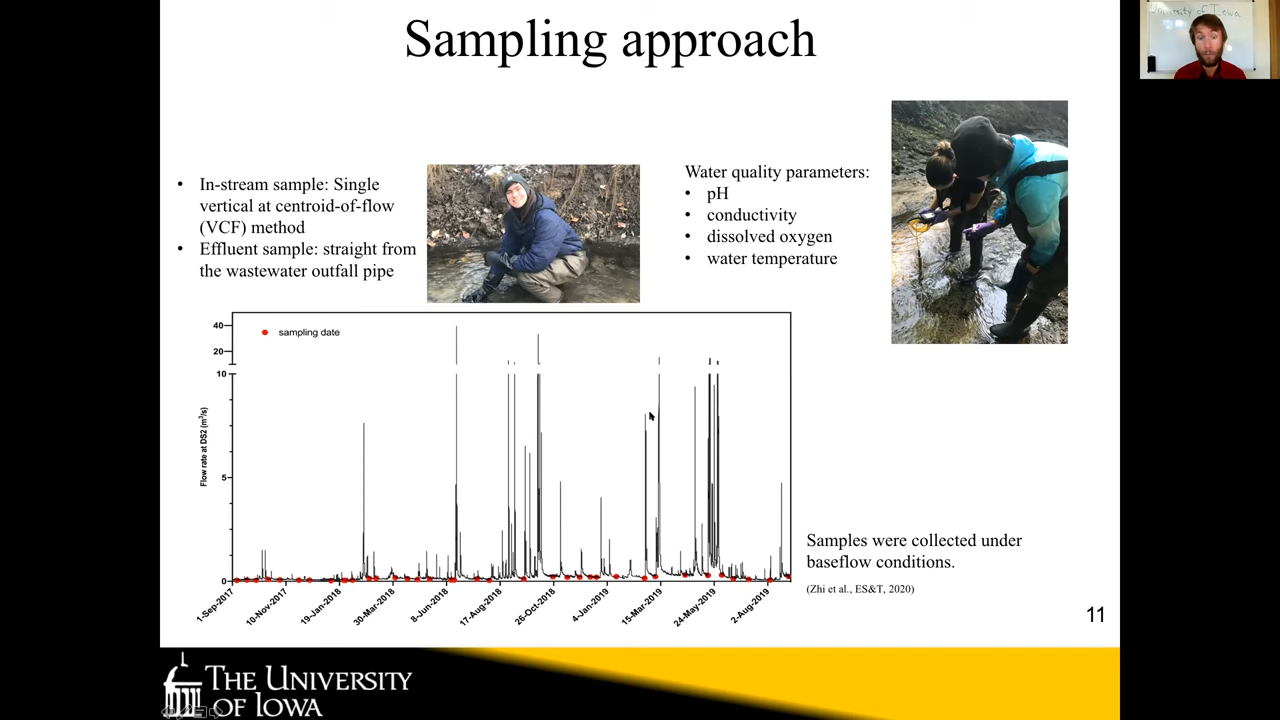 Sampling approach
University of Iowa
• In-stream sample: Single
vertical at centroid-of-flow
(VCF) method
• Effluent sample: straight from
the wastewater outfall pipe
Water quality parameters:
• pH
• conductivity
• dissolved oxygen
• water temperature
sampling date
40
20
10
5
0
Flow rate at DS2 (m³/s)
1-Sep-2017
10-Nov-2017
19-Jan-2018
30-Mar-2018
8-Jun-2018
17-Aug-2018
26-Oct-2018
4-Jan-2019
15-Mar-2019
24-May-2019
2-Aug-2019
Samples were collected under
baseflow conditions.
(Zhi et al., ES&T, 2020)
11
THE UNIVERSITY
OF IOWA